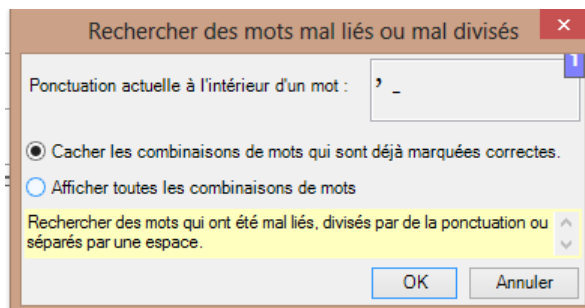 Rechercher des mots mal liés ou mal divisés
Ponctuation actuelle à l'intérieur d'un mot : ’ -
Cacher les combinaisons de mots qui sont déjà marquées correctes.
Afficher toutes les combinaisons de mots
Rechercher des mots qui ont été mal liés, divisés par de la ponctuation ou
séparés par une espace.
OK Annuler